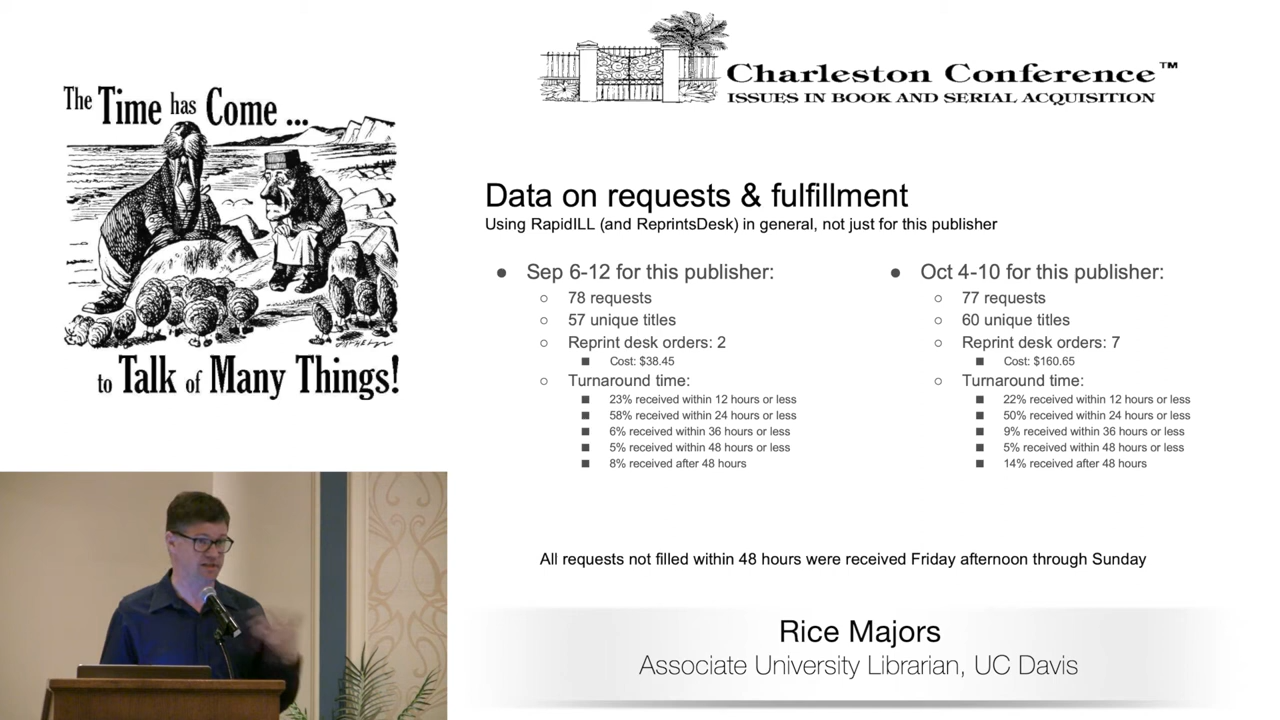 The Time has Come ...
to Talk of Many Things!
Charleston Conference™
ISSUES IN BOOK AND SERIAL ACQUISITION
Data on requests & fulfillment
Using RapidILL (and ReprintsDesk) in general, not just for this publisher
● Sep 6-12 for this publisher:
○ 78 requests
○ 57 unique titles
○ Reprint desk orders: 2
■ Cost: $38.45
○ Turnaround time:
■ 23% received within 12 hours or less
■ 58% received within 24 hours or less
■ 6% received within 36 hours or less
■ 5% received within 48 hours or less
■ 8% received after 48 hours
● Oct 4-10 for this publisher:
○ 77 requests
○ 60 unique titles
○ Reprint desk orders: 7
■ Cost: $160.65
○ Turnaround time:
■ 22% received within 12 hours or less
■ 50% received within 24 hours or less
■ 9% received within 36 hours or less
■ 5% received within 48 hours or less
■ 14% received after 48 hours
All requests not filled within 48 hours were received Friday afternoon through Sunday
Rice Majors
Associate University Librarian, UC Davis